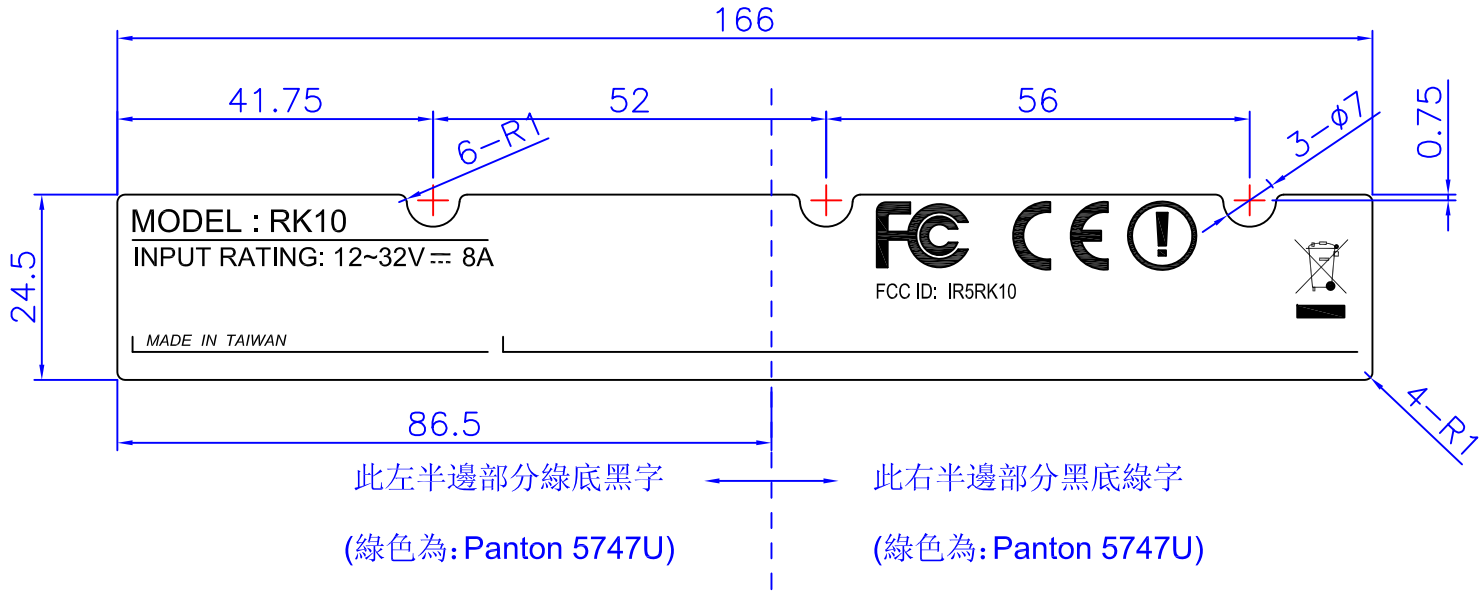 166
41.75
52
56
6-R1
3-ø7
0.75
24.5
MODEL : RK10
INPUT RATING: 12~32V⎓ 8A
FC CE
FCC ID: IR5RK10
MADE IN TAIWAN
4-R1
86.5
此左半邊部分綠底黑字
此右半邊部分黑底綠字
(綠色為:Panton 5747U)
(綠色為:Panton 5747U)